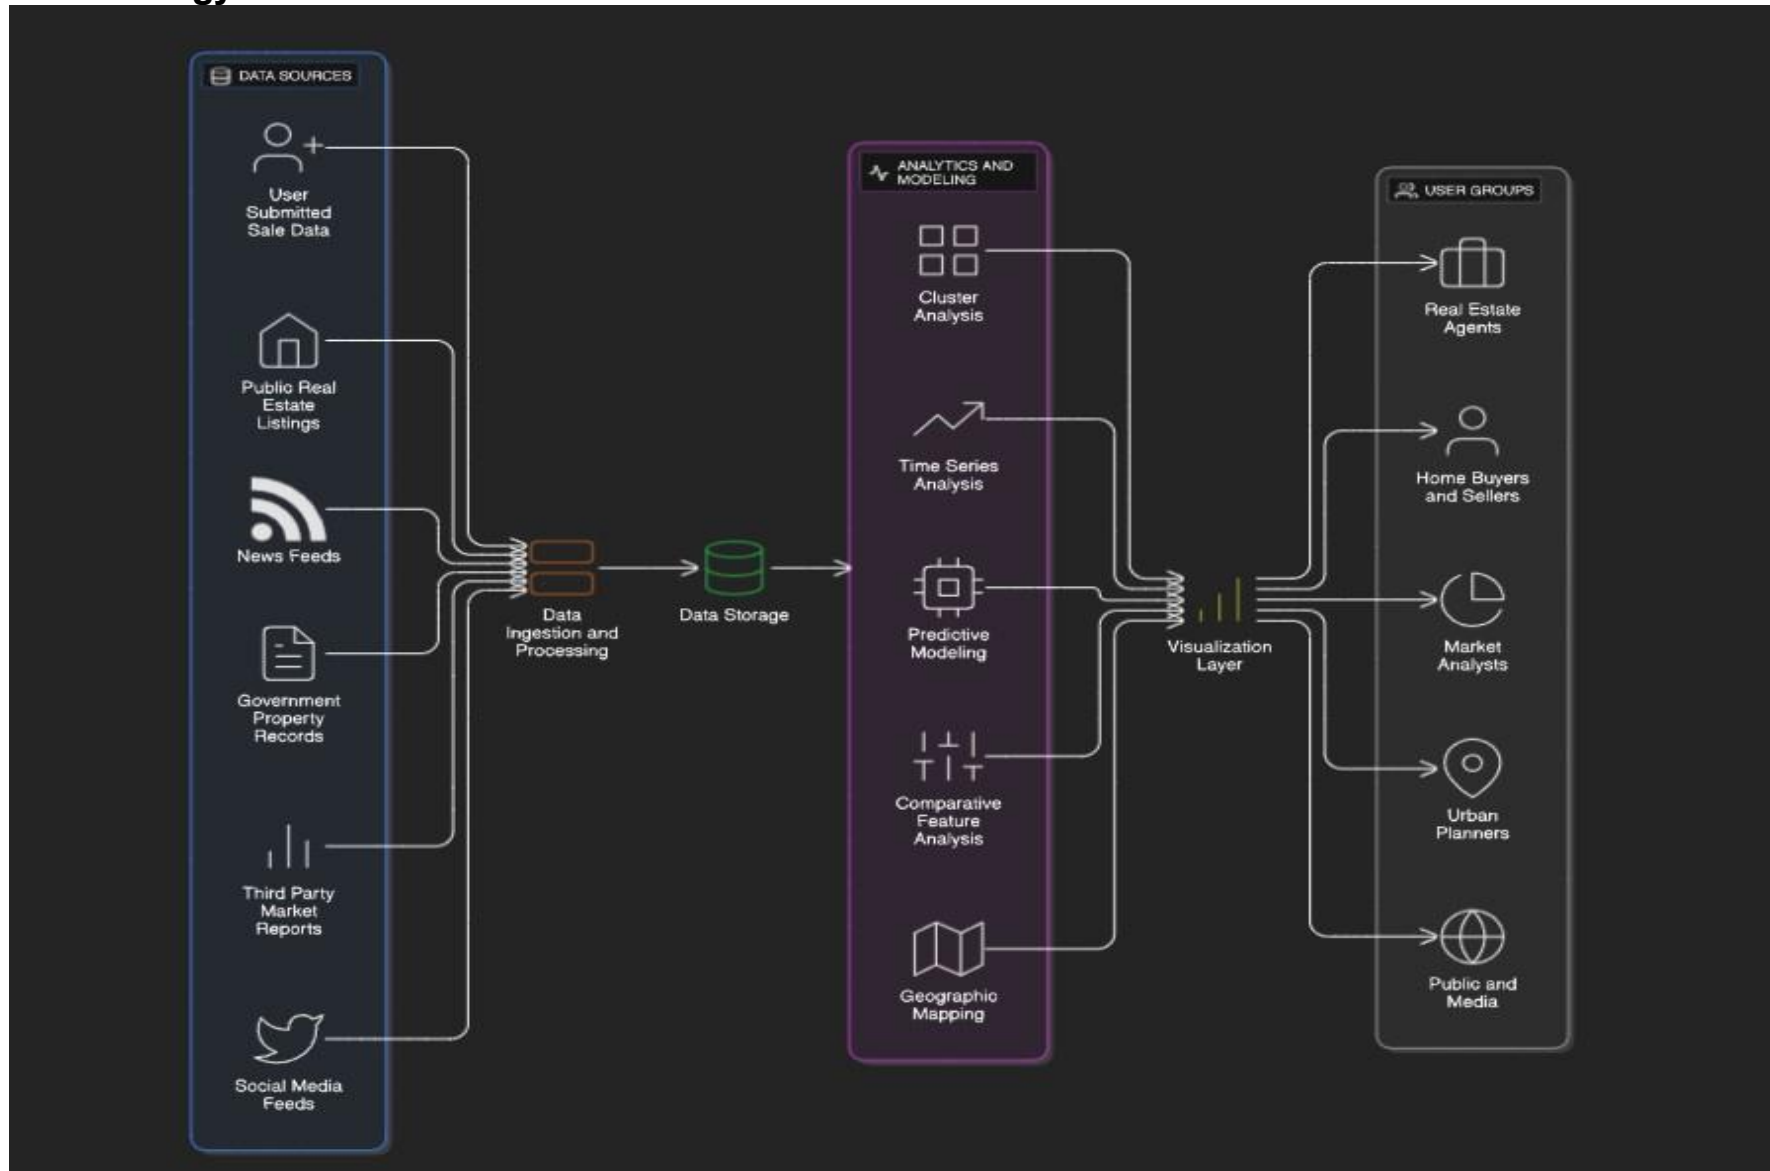 DATA SOURCES
User
Submitted
Sale Data
Public Real
Estate
Listings
News Feeds
Government
Property
Records
Third Party
Market
Reports
Social Media
Feeds
Data
Ingestion and
Processing
Data Storage
ANALYTICS AND
MODELING
Cluster
Analysis
Time Series
Analysis
Predictive
Modeling
Comparative
Feature
Analysis
Geographic
Mapping
Visualization
Layer
USER GROUPS
Real Estate
Agents
Home Buyers
and Sellers
Market
Analysts
Urban
Planners
Public and
Media